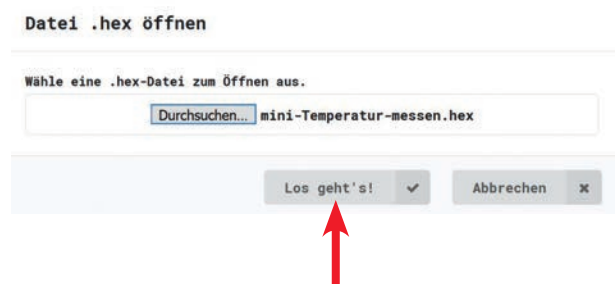 Datei .hex öffnen
Wähle eine .hex-Datei zum Öffnen aus.
Durchsuchen... mini-Temperatur-messen.hex
Los geht's! Abbrechen